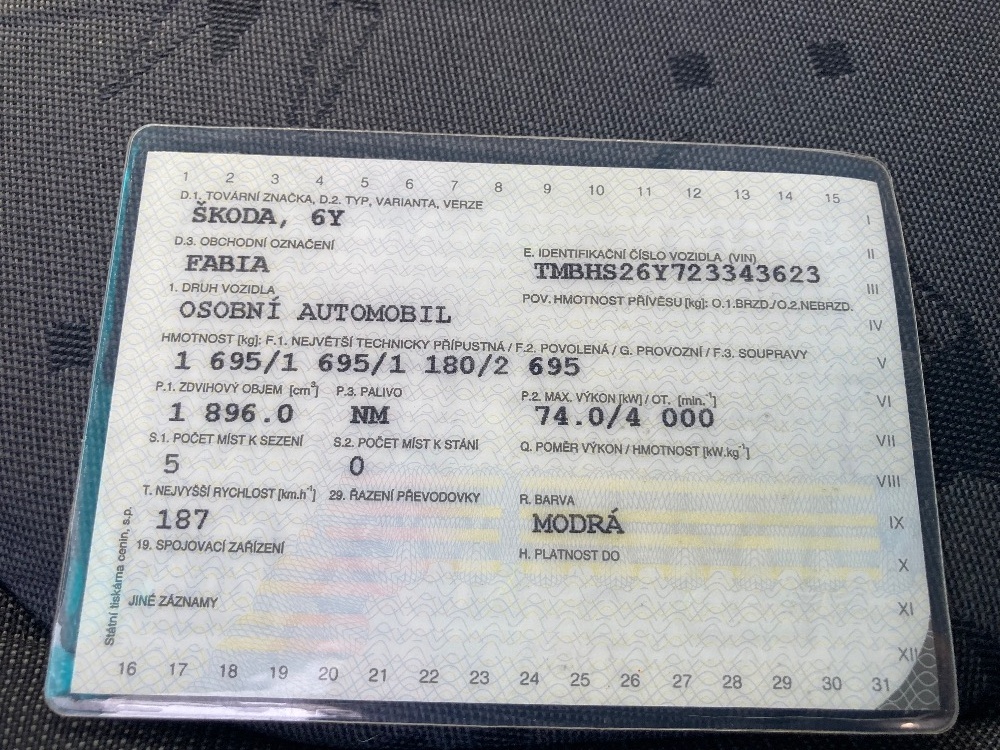 1 2 3 4 5 6 7 8 9 10 11 12 13 14 15
D.1. TOVÁRNÍ ZNAČKA, D.2. TYP, VARIANTA, VERZE
ŠKODA, 6Y
I
D.3. OBCHODNÍ OZNAČENÍ
E. IDENTIFIKAČNÍ ČÍSLO VOZIDLA (VIN)
II
FABIA
TMBHS26Y723343623
1. DRUH VOZIDLA
POV. HMOTNOST PŘÍVĚSU [kg]: O.1.BRZD./O.2.NEBRZD.
III
OSOBNÍ AUTOMOBIL
IV
HMOTNOST [kg]: F.1. NEJVĚTŠÍ TECHNICKY PŘÍPUSTNÁ / F.2. POVOLENÁ / G. PROVOZNÍ / F.3. SOUPRAVY
1 695/1 695/1 180/2 695
V
P.1. ZDVIHOVÝ OBJEM [cm³] P.3. PALIVO P.2. MAX. VÝKON [kW] / OT. [min.⁻¹]
1 896.0 NM 74.0/4 000
VI
S.1. POČET MÍST K SEZENÍ S.2. POČET MÍST K STÁNÍ Q. POMĚR VÝKON / HMOTNOST [kW.kg⁻¹]
VII
5 0
VIII
T. NEJVYŠŠÍ RYCHLOST [km.h⁻¹] 29. ŘAZENÍ PŘEVODOVKY R. BARVA
187 MODRÁ
IX
19. SPOJOVACÍ ZAŘÍZENÍ H. PLATNOST DO
X
JINÉ ZÁZNAMY
XI
XII
Státní tiskárna cenin, s.p.
16 17 18 19 20 21 22 23 24 25 26 27 28 29 30 31